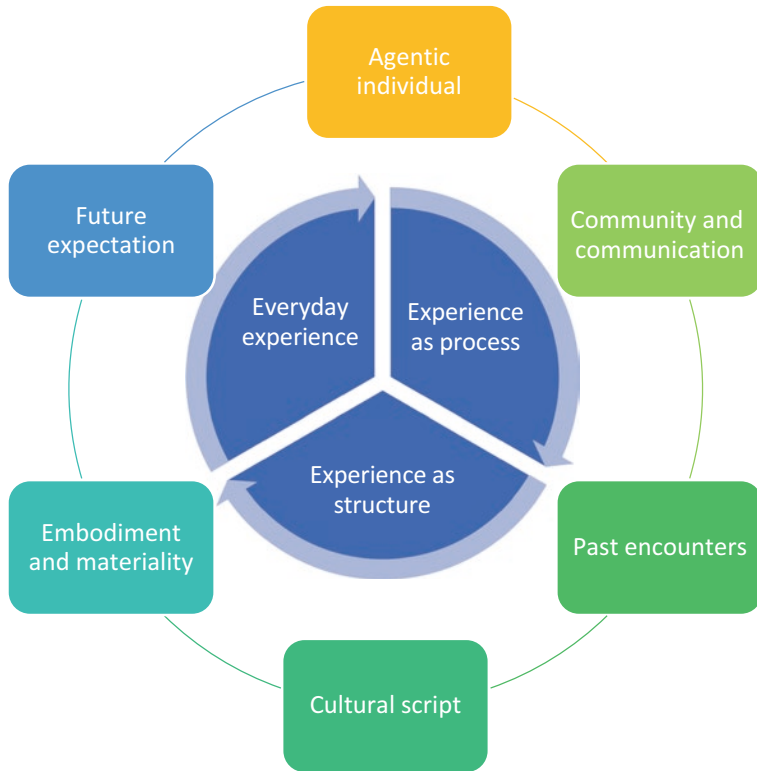 Agentic
individual
Community and
communication
Past encounters
Cultural script
Embodiment
and materiality
Future
expectation
Everyday
experience
Experience
as process
Experience as
structure